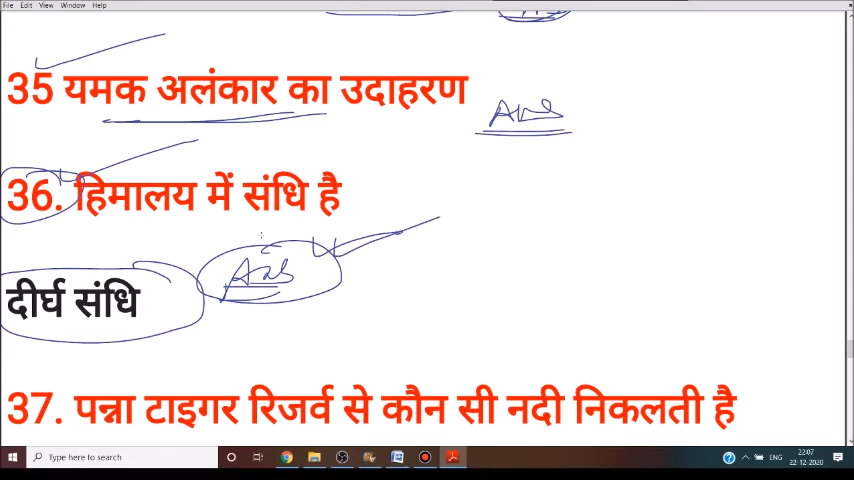 File Edit View Window Help
35 यमक अलंकार का उदाहरण
Ans
36. हिमालय में संधि है
Ans
दीर्घ संधि
37. पन्ना टाइगर रिजर्व से कौन सी नदी निकलती है
Type here to search
ENG
22:07
22-12-2020